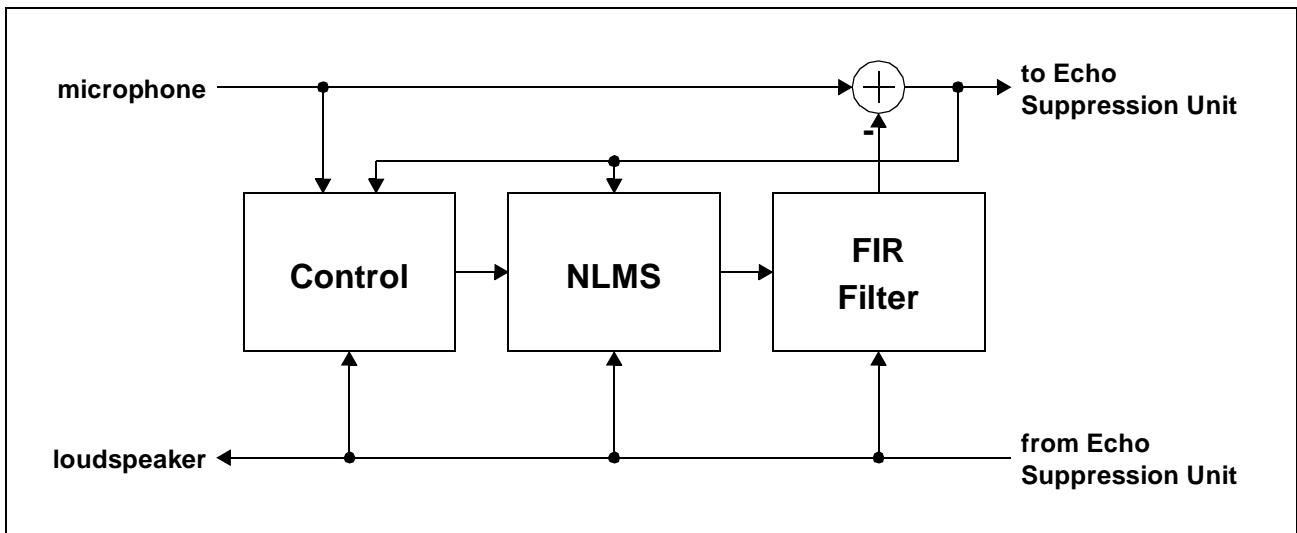 microphone
to Echo
Suppression Unit
-
Control
NLMS
FIR
Filter
loudspeaker
from Echo
Suppression Unit